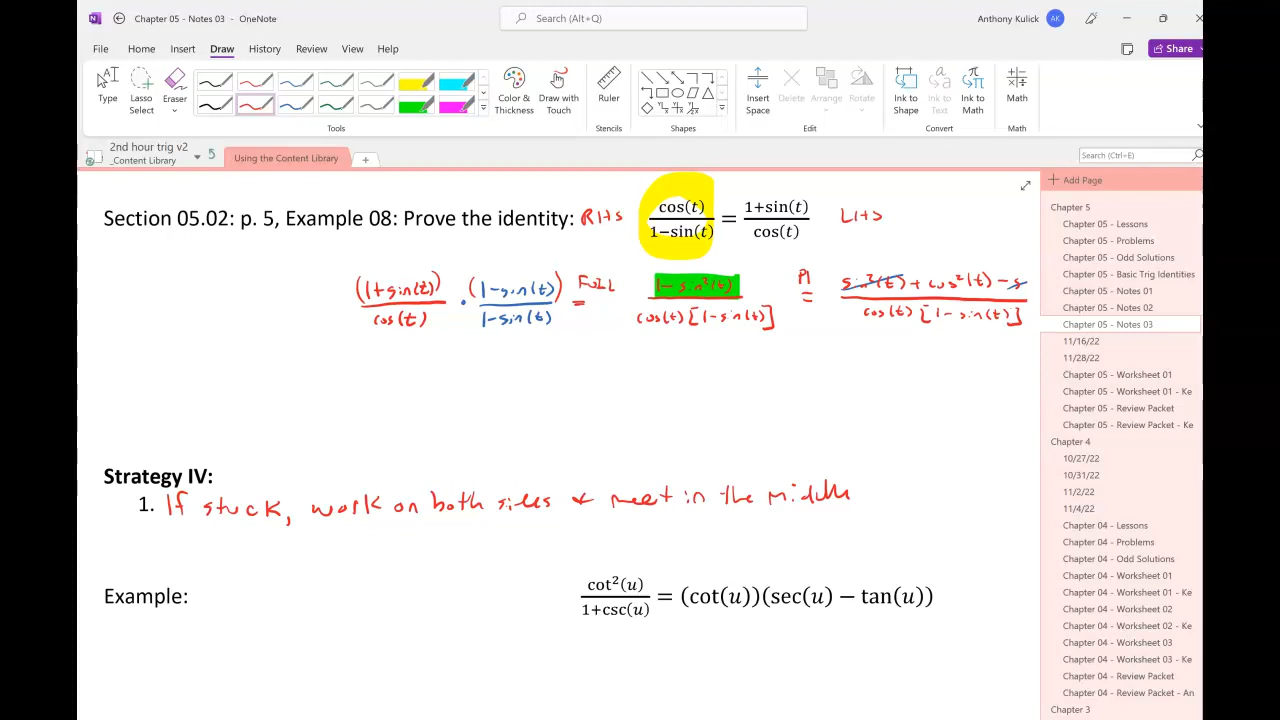 Chapter 05 - Notes 03 - OneNote
Search (Alt+Q)
Anthony Kulick
AK
File Home Insert Draw History Review View Help
Share
Type
Lasso Select
Eraser
Color & Thickness
Draw with Touch
Ruler
Insert Space
Delete
Arrange
Rotate
Ink to Shape
Ink to Text
Ink to Math
Math
Tools
Stencils
Shapes
Edit
Convert
Math
2nd hour trig v2
_Content Library
Using the Content Library
+
Search (Ctrl+E)
Section 05.02: p. 5, Example 08: Prove the identity: RHS cos(t)/1−sin(t) = 1+sin(t)/cos(t) LHS
(1+sin(t))/cos(t) · (1-sin(t))/1-sin(t) = FOIL 1-sin²(t)/cos(t)[1-sin(t)] PI = sin²(t)+cos²(t)-s/cos(t)[1-sin(t)]
Strategy IV:
1. If stuck, work on both sides + meet in the middle
Example: cot²(u)/1+csc(u) = (cot(u))(sec(u) − tan(u))
Add Page
Chapter 5
Chapter 05 - Lessons
Chapter 05 - Problems
Chapter 05 - Odd Solutions
Chapter 05 - Basic Trig Identities
Chapter 05 - Notes 01
Chapter 05 - Notes 02
Chapter 05 - Notes 03
11/16/22
11/28/22
Chapter 05 - Worksheet 01
Chapter 05 - Worksheet 01 - Ke
Chapter 05 - Review Packet
Chapter 05 - Review Packet - Ke
Chapter 4
10/27/22
10/31/22
11/2/22
11/4/22
Chapter 04 - Lessons
Chapter 04 - Problems
Chapter 04 - Odd Solutions
Chapter 04 - Worksheet 01
Chapter 04 - Worksheet 01 - Ke
Chapter 04 - Worksheet 02
Chapter 04 - Worksheet 02 - Ke
Chapter 04 - Worksheet 03
Chapter 04 - Worksheet 03 - Ke
Chapter 04 - Review Packet
Chapter 04 - Review Packet - An
Chapter 3